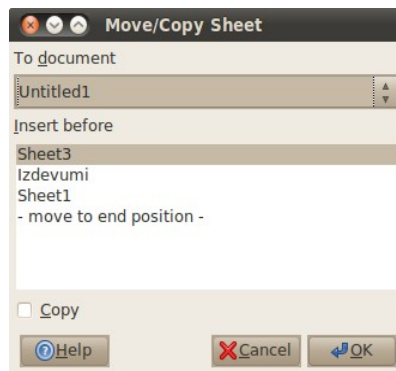 Move/Copy Sheet
To document
Untitled1
Insert before
Sheet3
Izdevumi
Sheet1
- move to end position -
Copy
Help Cancel OK